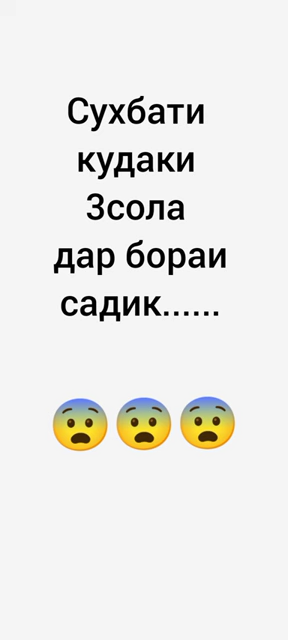 Сухбати
кудаки
3сола
дар бораи
садик......
😨😨😨